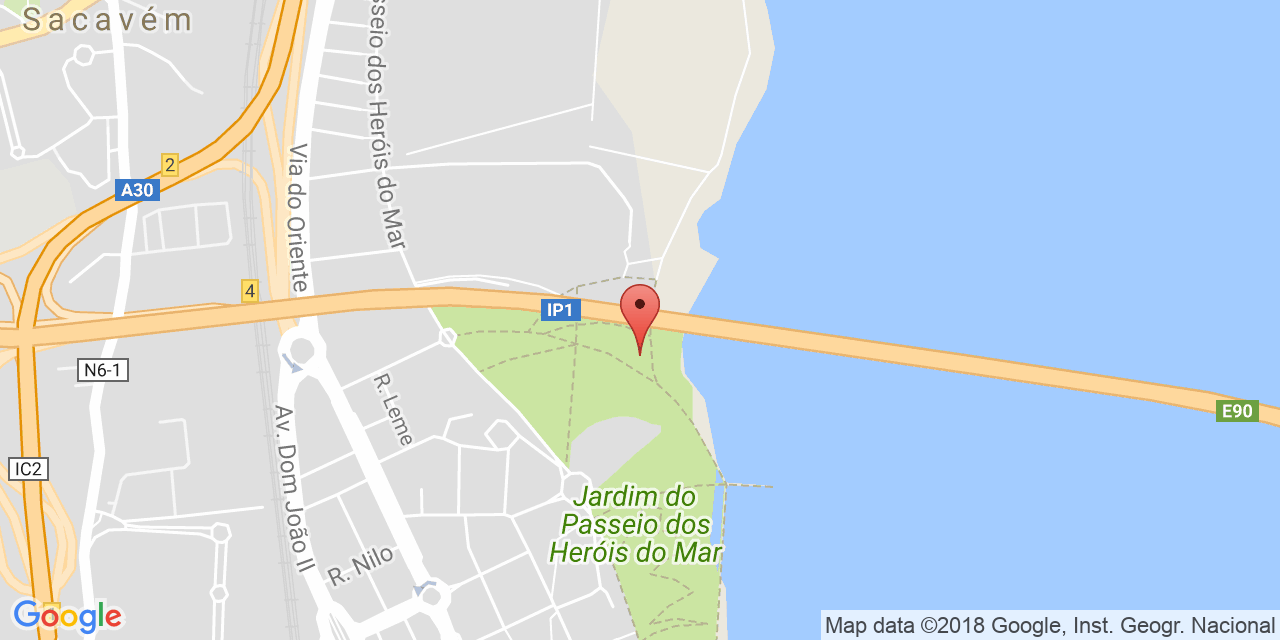 Sacavém
sseio dos Heróis do Mar
2
A30
Via do Oriente
4
IP1
N6-1
R. Leme
E90
Av. Dom João II
IC2
Jardim do
Passeio dos
Heróis do Mar
R. Nilo
Google
Map data ©2018 Google, Inst. Geogr. Nacional